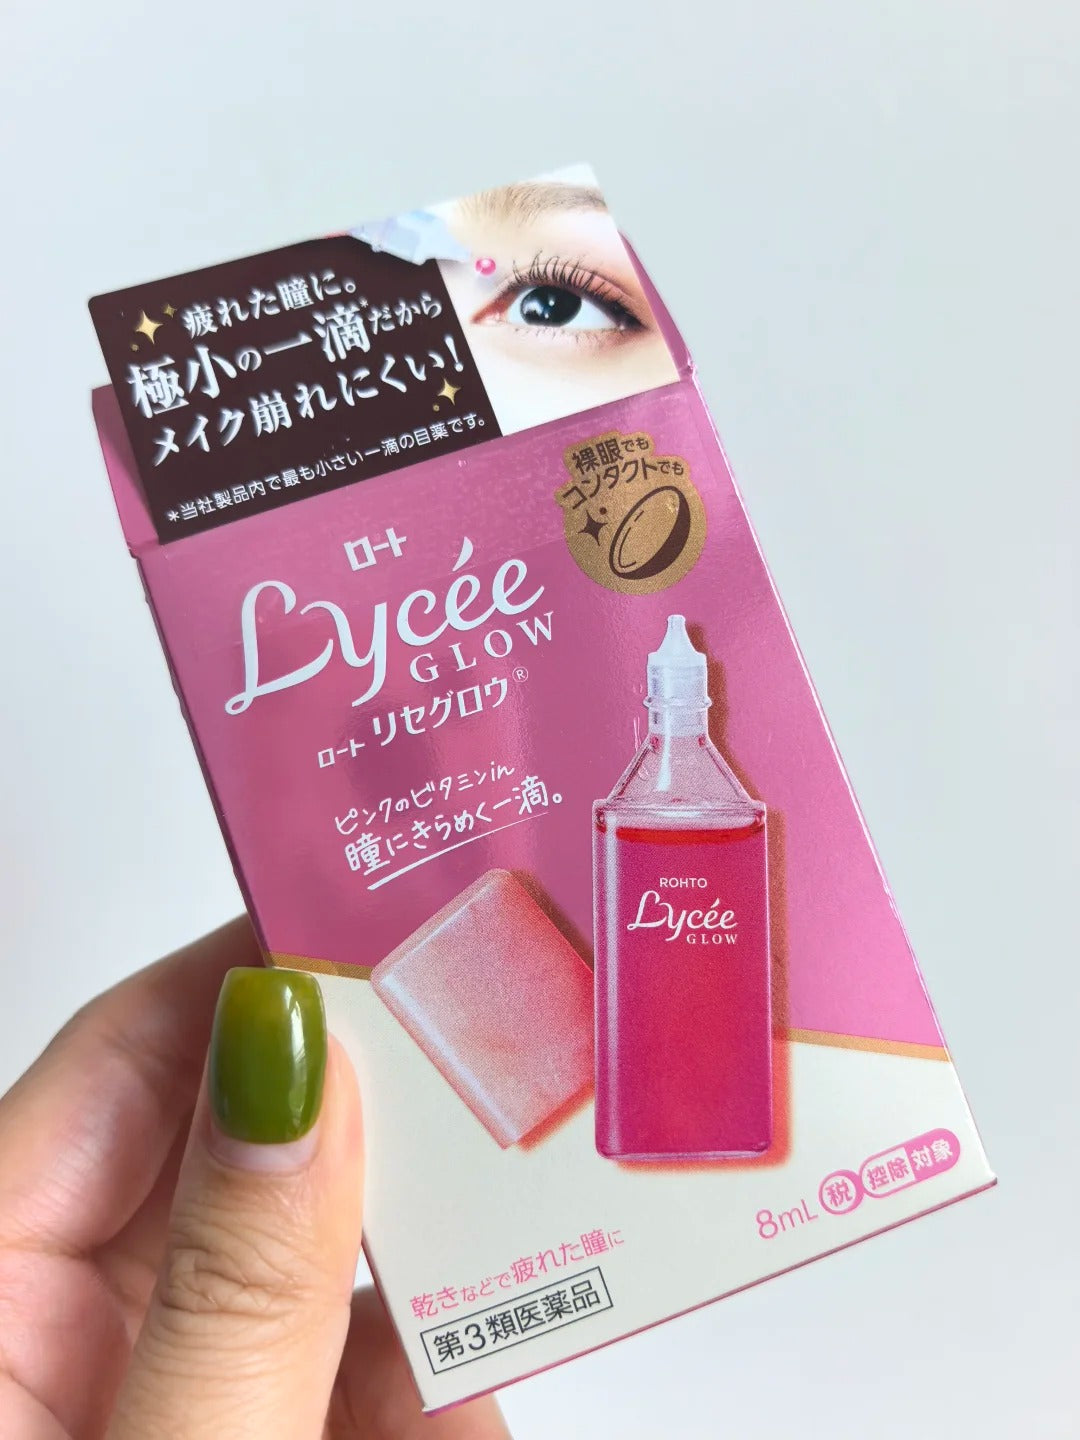 疲れた瞳に。
極小の一滴*だから
メイク崩れにくい!
*当社製品内で最も小さい一滴の目薬です。
裸眼でも
コンタクトでも
ロート
Lycée
GLOW
ロート リセグロウ®
ピンクのビタミンin
瞳にきらめく一滴。
ROHTO
Lycée
GLOW
8mL 税 控除 対象
乾きなどで疲れた瞳に
第3類医薬品